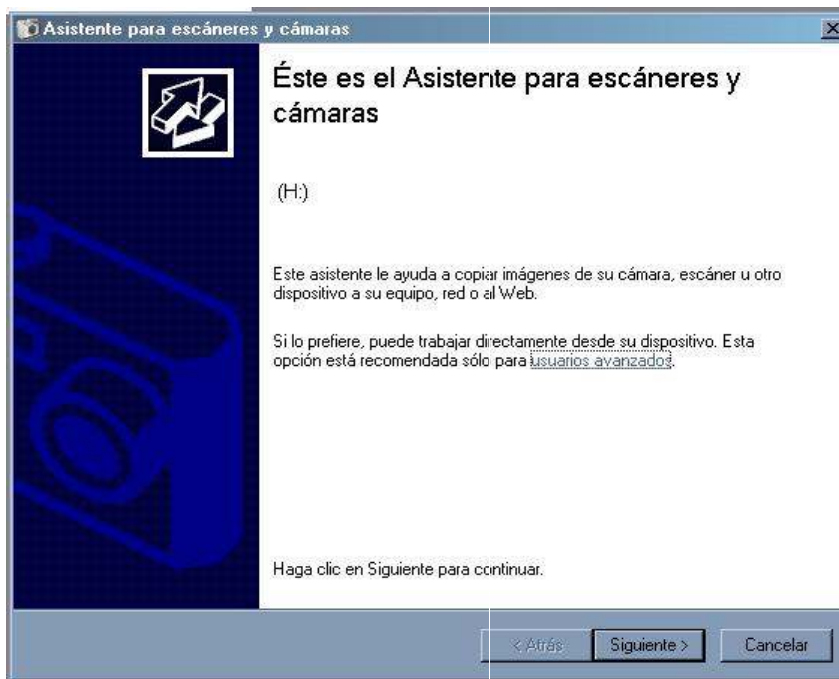 Asistente para escáneres y cámaras
Éste es el Asistente para escáneres y
cámaras
(H:)
Este asistente le ayuda a copiar imágenes de su cámara, escáner u otro
dispositivo a su equipo, red o al Web.
Si lo prefiere, puede trabajar directamente desde su dispositivo. Esta
opción está recomendada sólo para usuarios avanzados.
Haga clic en Siguiente para continuar.
< Atrás
Siguiente >
Cancelar